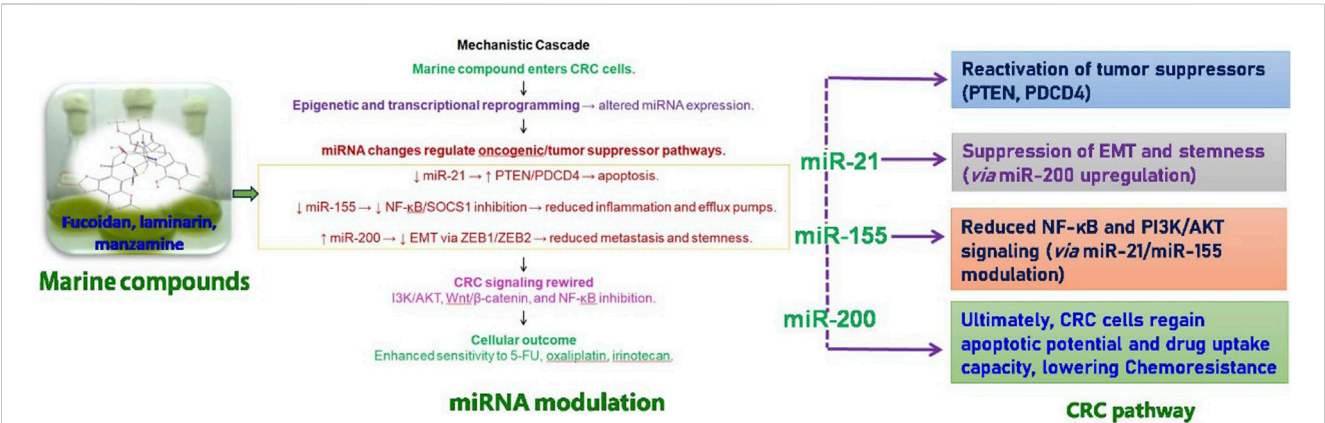 Fucoidan, laminarin,
manzamine
Marine compounds
Mechanistic Cascade
Marine compound enters CRC cells.
↓
Epigenetic and transcriptional reprogramming → altered miRNA expression.
↓
miRNA changes regulate oncogenic/tumor suppressor pathways.
↓ miR-21 → ↑ PTEN/PDCD4 → apoptosis.
↓ miR-155 → ↓ NF-κB/SOCS1 inhibition → reduced inflammation and efflux pumps.
↑ miR-200 → ↓ EMT via ZEB1/ZEB2 → reduced metastasis and stemness.
↓
CRC signaling rewired
I3K/AKT, Wnt/β-catenin, and NF-κB inhibition.
↓
Cellular outcome
Enhanced sensitivity to 5-FU, oxaliplatin, irinotecan.
miRNA modulation
miR-21
miR-155
miR-200
Reactivation of tumor suppressors
(PTEN, PDCD4)
Suppression of EMT and stemness
(via miR-200 upregulation)
Reduced NF-κB and PI3K/AKT
signaling (via miR-21/miR-155
modulation)
Ultimately, CRC cells regain
apoptotic potential and drug uptake
capacity, lowering Chemoresistance
CRC pathway